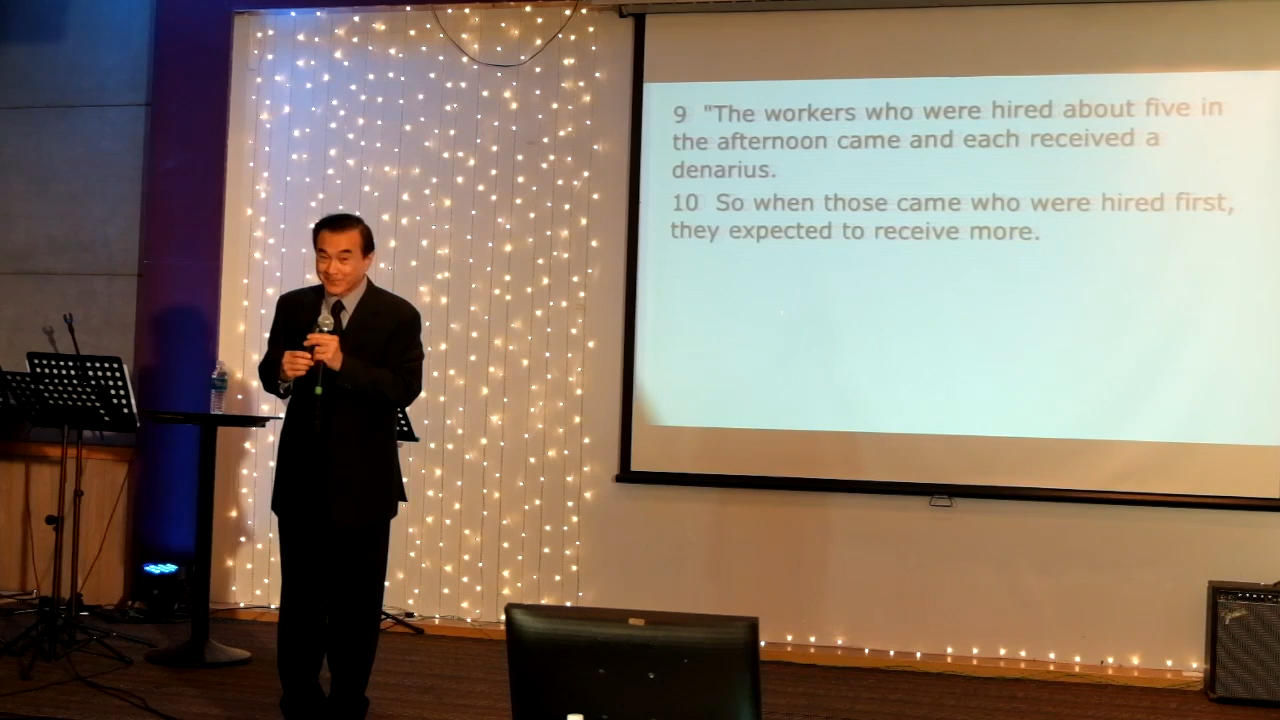 9 "The workers who were hired about five in
the afternoon came and each received a
denarius.
10 So when those came who were hired first,
they expected to receive more.